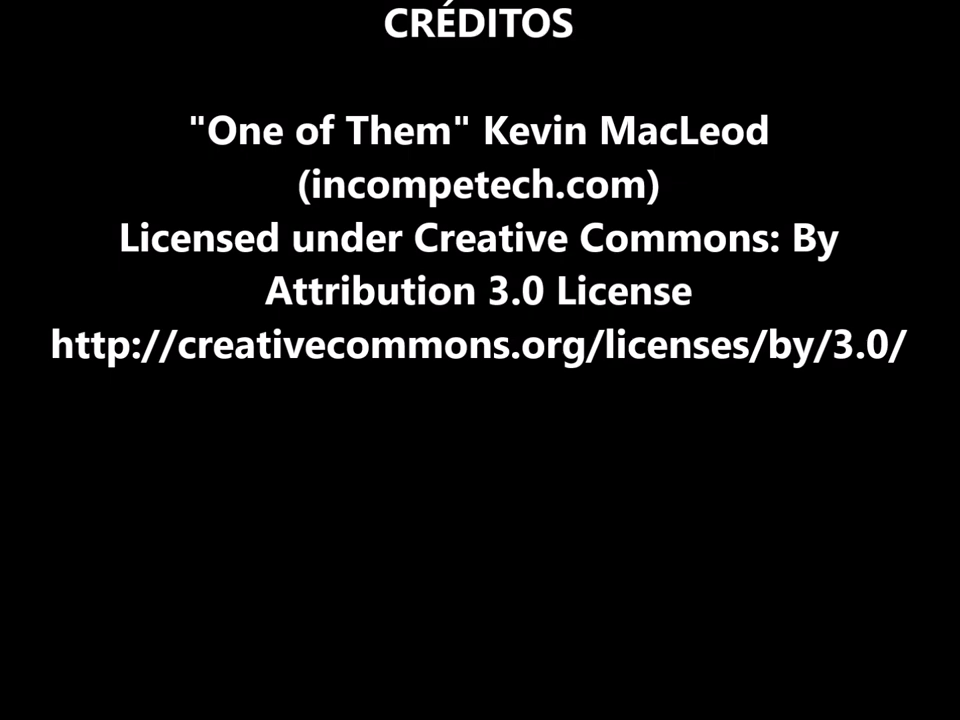 CRÉDITOS
"One of Them" Kevin MacLeod
(incompetech.com)
Licensed under Creative Commons: By
Attribution 3.0 License
http://creativecommons.org/licenses/by/3.0/